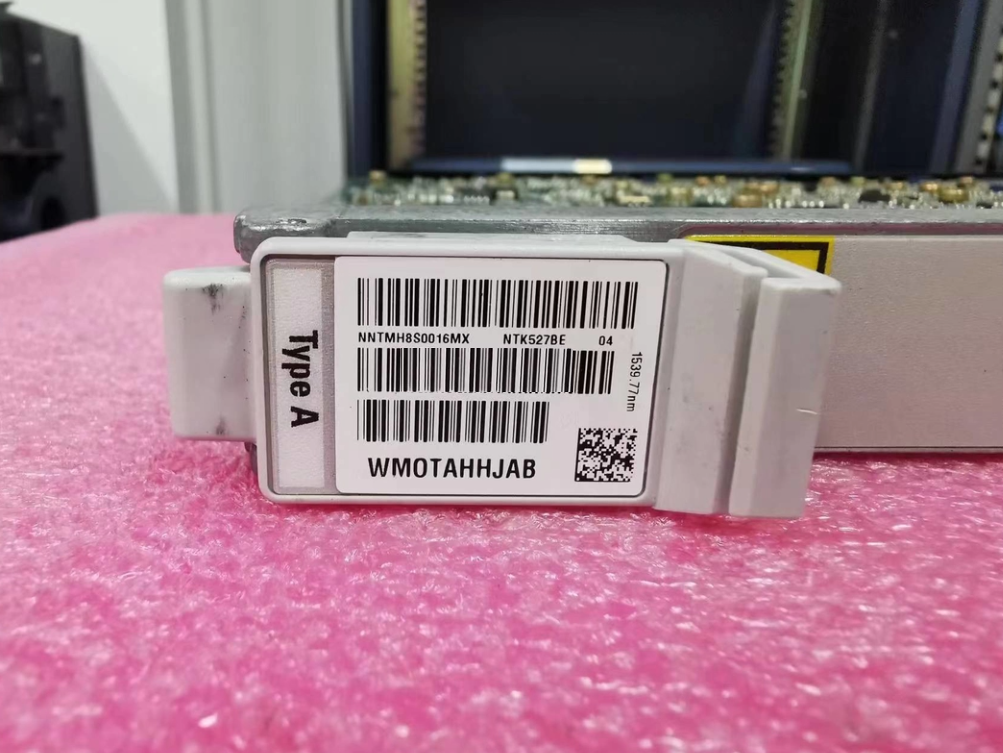 Type A
NNTMH8S0016MX NTK527BE 04
1539.77nm
WMOTAHHJAB